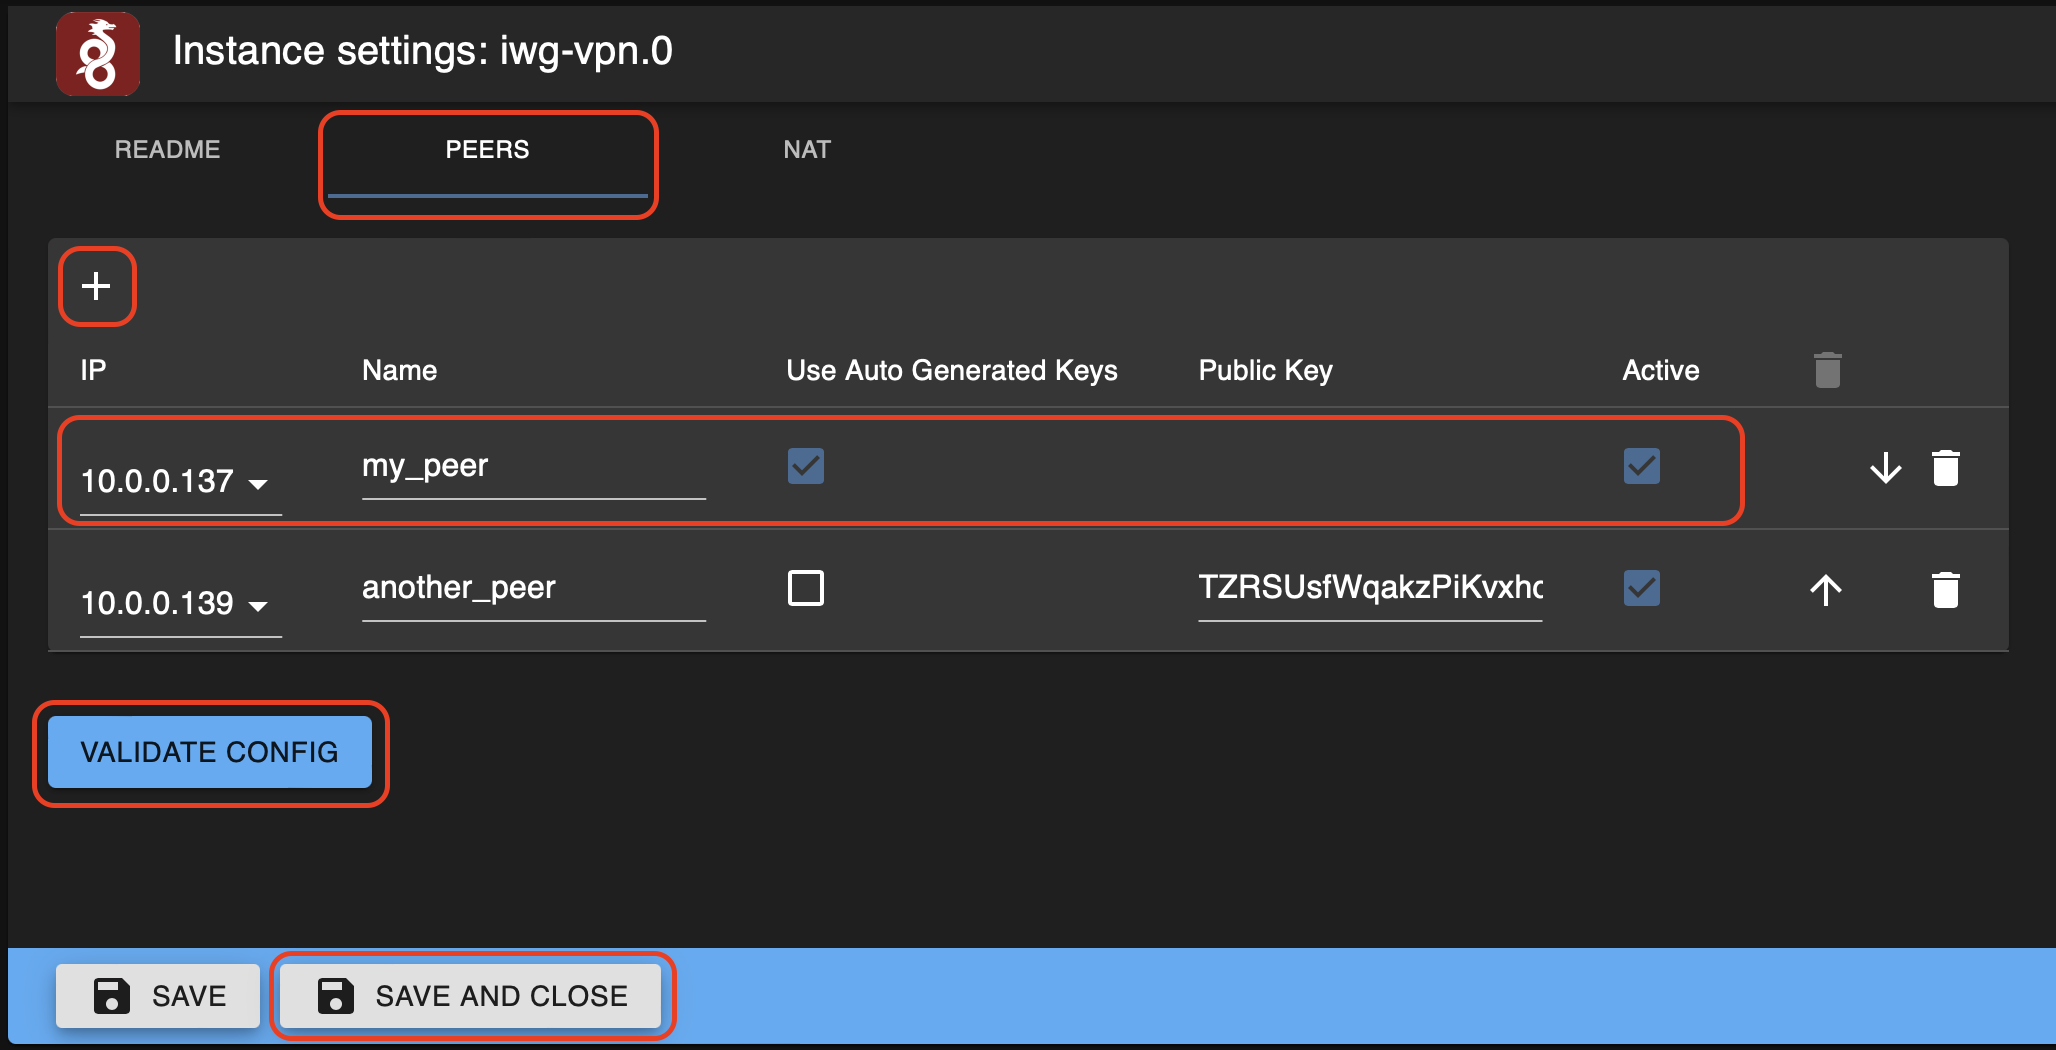 Instance settings: iwg-vpn.0
README PEERS NAT
IP Name Use Auto Generated Keys Public Key Active
10.0.0.137 my_peer
10.0.0.139 another_peer TZRSUsfWqakzPiKvxh
VALIDATE CONFIG
SAVE SAVE AND CLOSE